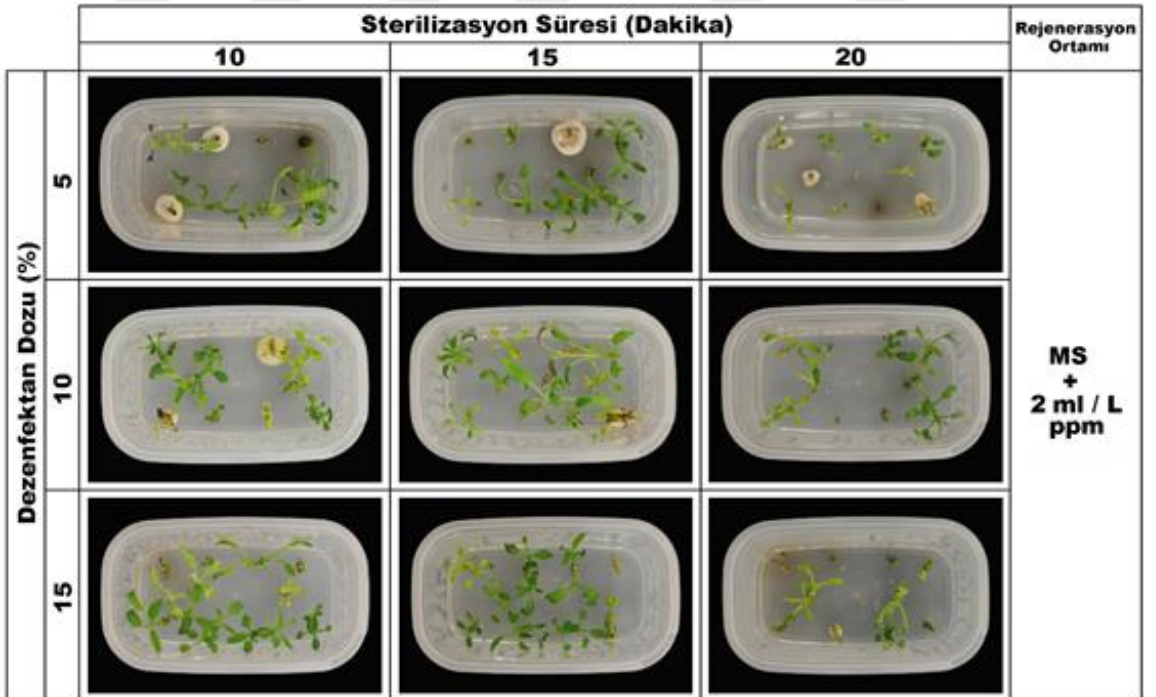 Sterilizasyon Süresi (Dakika)
Rejenerasyon
Ortamı
10
15
20
Dezenfektan Dozu (%)
5
10
15
MS
+
2 ml / L
ppm